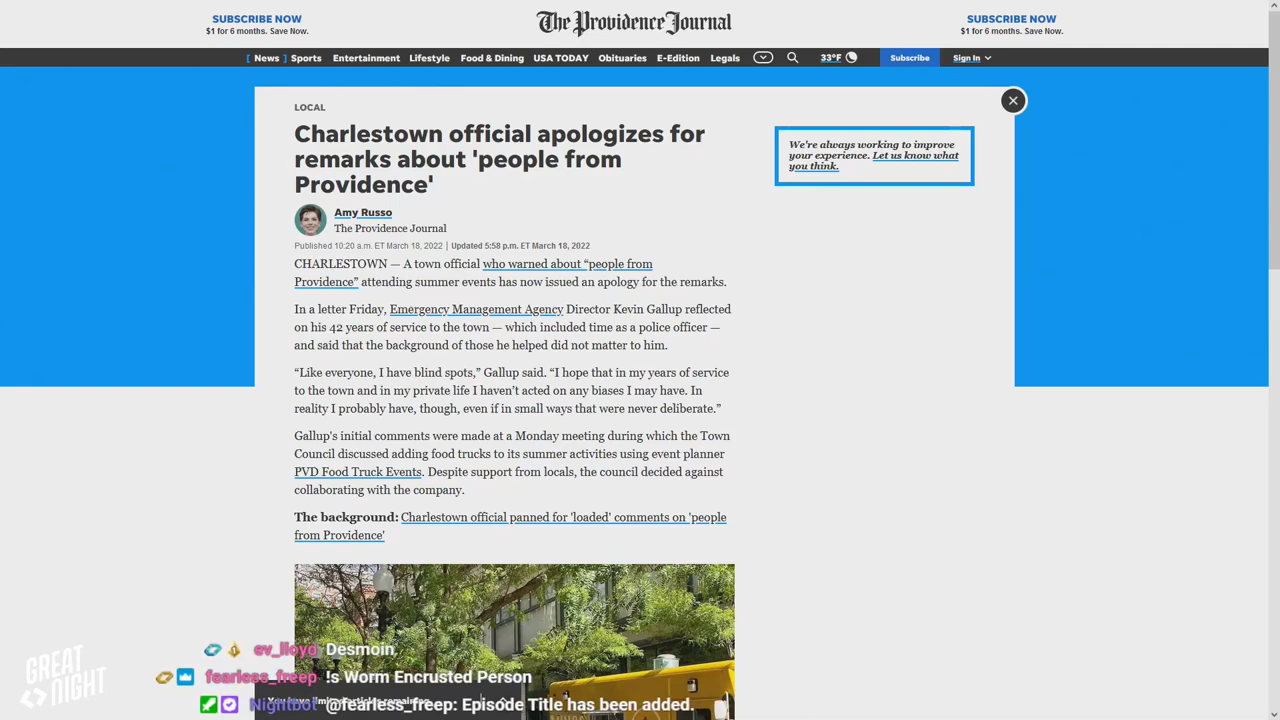 SUBSCRIBE NOW
$1 for 6 months. Save Now.
The Providence Journal
SUBSCRIBE NOW
$1 for 6 months. Save Now.
[ News ] Sports Entertainment Lifestyle Food & Dining USA TODAY Obituaries E-Edition Legals 33°F Subscribe Sign In
LOCAL
Charlestown official apologizes for
remarks about 'people from
Providence'
Amy Russo
The Providence Journal
Published 10:20 a.m. ET March 18, 2022 | Updated 5:58 p.m. ET March 18, 2022
CHARLESTOWN — A town official who warned about “people from
Providence” attending summer events has now issued an apology for the remarks.
In a letter Friday, Emergency Management Agency Director Kevin Gallup reflected
on his 42 years of service to the town — which included time as a police officer —
and said that the background of those he helped did not matter to him.
“Like everyone, I have blind spots,” Gallup said. “I hope that in my years of service
to the town and in my private life I haven’t acted on any biases I may have. In
reality I probably have, though, even if in small ways that were never deliberate.”
Gallup's initial comments were made at a Monday meeting during which the Town
Council discussed adding food trucks to its summer activities using event planner
PVD Food Truck Events. Despite support from locals, the council decided against
collaborating with the company.
The background: Charlestown official panned for 'loaded' comments on 'people
from Providence'
We're always working to improve
your experience. Let us know what
you think.
GREAT
NIGHT
ev_lloyd Desmoin
fearless_freep !s Worm Encrusted Person
Nightbot @fearless_freep: Episode Title has been added.